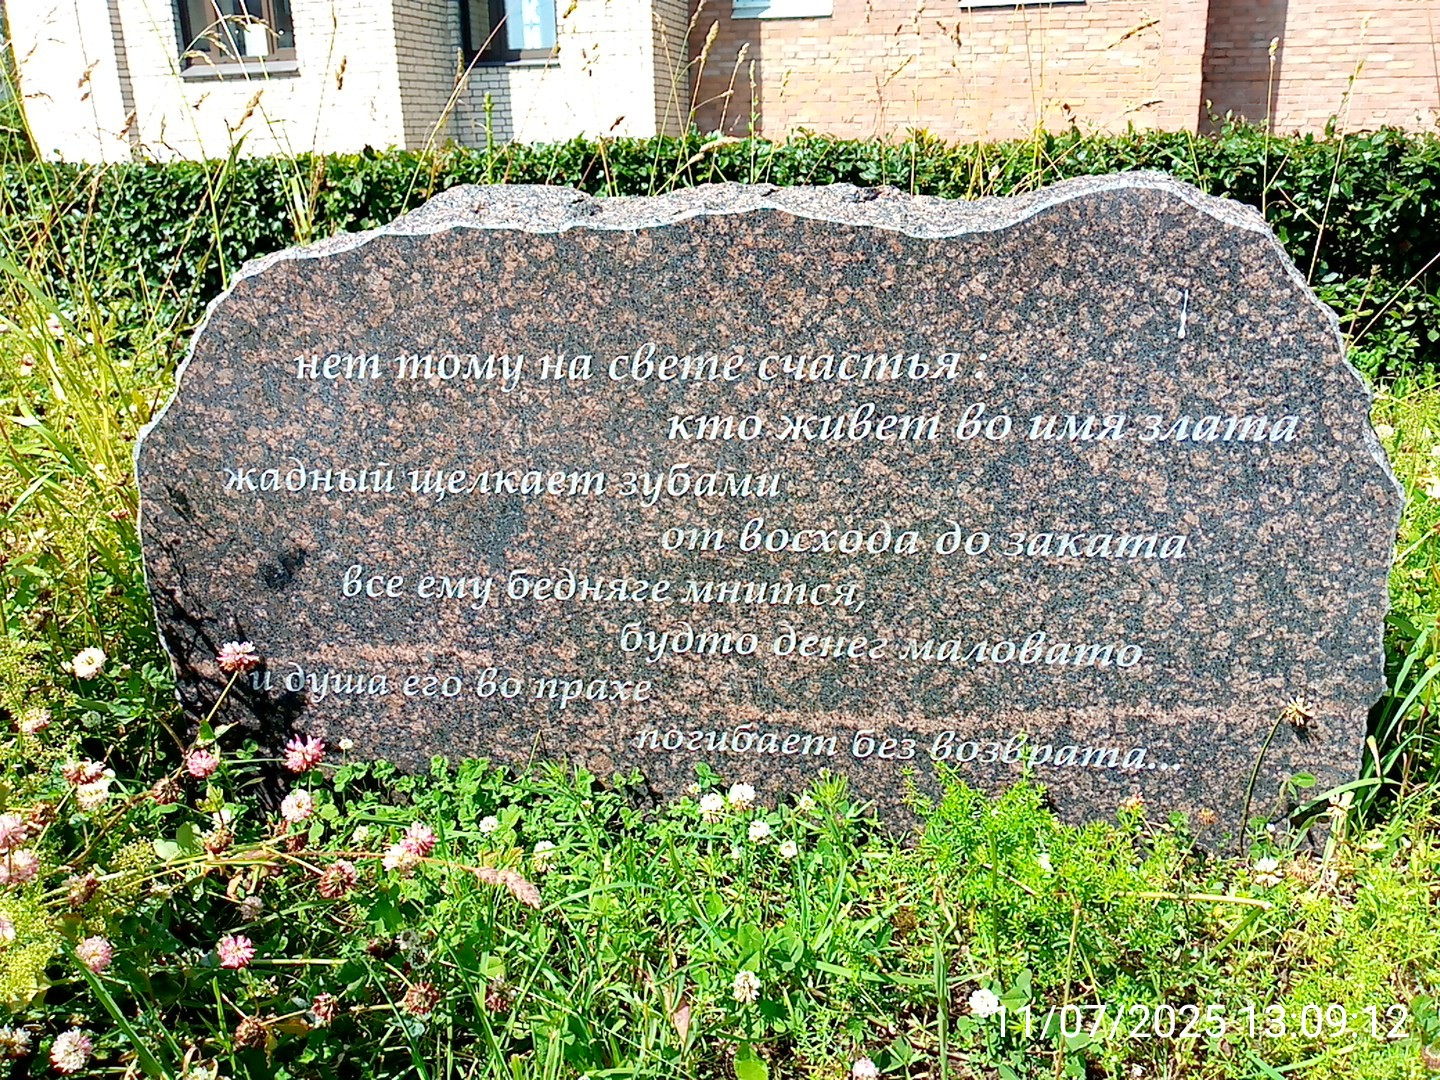 нет тому на свете счастья :
кто живет во имя злата
жадный щелкает зубами
от восхода до заката
все ему бедняге мнится,
будто денег маловато
и душа его во прахе
погибает без возврата...
11/07/2025 13:09:12